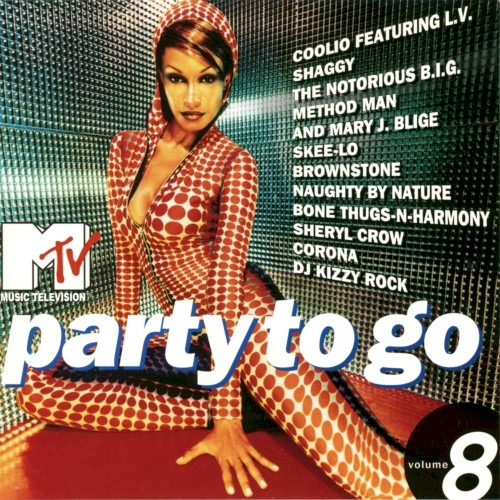 COOLIO FEATURING L.V.
SHAGGY
THE NOTORIOUS B.I.G.
METHOD MAN
AND MARY J. BLIGE
SKEE-LO
BROWNSTONE
NAUGHTY BY NATURE
BONE THUGS-N-HARMONY
SHERYL CROW
CORONA
DJ KIZZY ROCK
MTV
MUSIC TELEVISION
party to go
volume 8